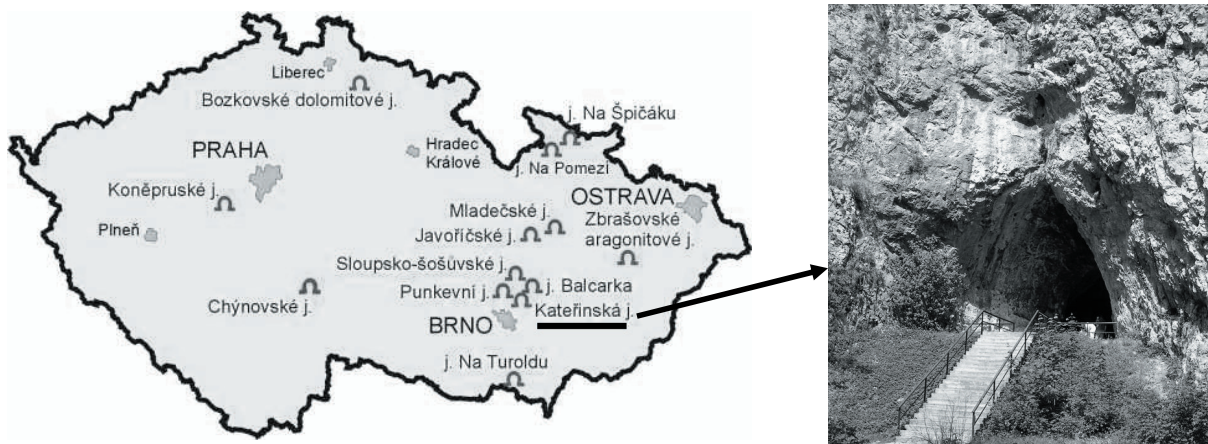 Liberec
Bozkovské dolomitové j.
j. Na Špičáku
PRAHA
Hradec
Králové
j. Na Pomezí
Koněpruské j.
OSTRAVA
Mladečské j.
Zbrašovské
aragonitové j.
Plneň
Javoříčské j.
Sloupsko-šošůvské j.
Punkevní j.
j. Balcarka
Chýnovské j.
Kateřinská j.
BRNO
j. Na Turoldu